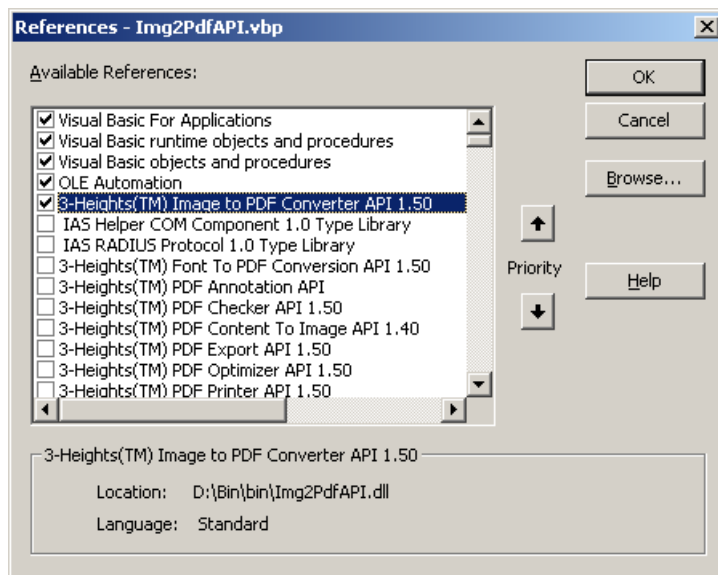 References - Img2PdfAPI.vbp
Available References:
OK
Visual Basic For Applications
Cancel
Visual Basic runtime objects and procedures
Visual Basic objects and procedures
OLE Automation
Browse...
3-Heights(TM) Image to PDF Converter API 1.50
IAS Helper COM Component 1.0 Type Library
IAS RADIUS Protocol 1.0 Type Library
3-Heights(TM) Font To PDF Conversion API 1.50
Priority
Help
3-Heights(TM) PDF Annotation API
3-Heights(TM) PDF Checker API 1.50
3-Heights(TM) PDF Content To Image API 1.40
3-Heights(TM) PDF Export API 1.50
3-Heights(TM) PDF Optimizer API 1.50
3-Heights(TM) PDF Printer API 1.50
3-Heights(TM) Image to PDF Converter API 1.50
Location: D:\Bin\bin\Img2PdfAPI.dll
Language: Standard